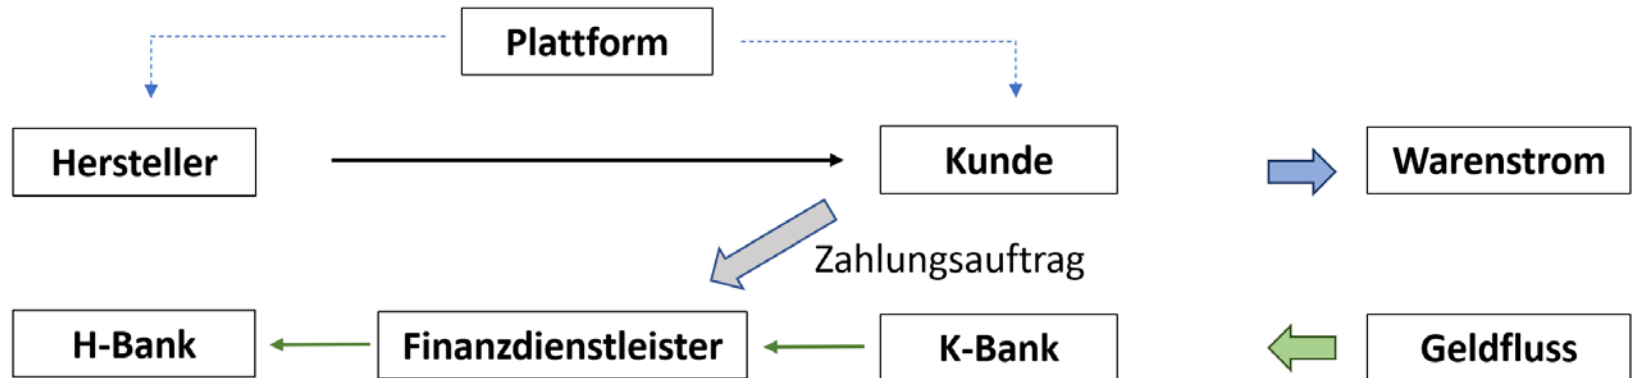 Plattform
Hersteller
Kunde
Warenstrom
Zahlungsauftrag
H-Bank
Finanzdienstleister
K-Bank
Geldfluss